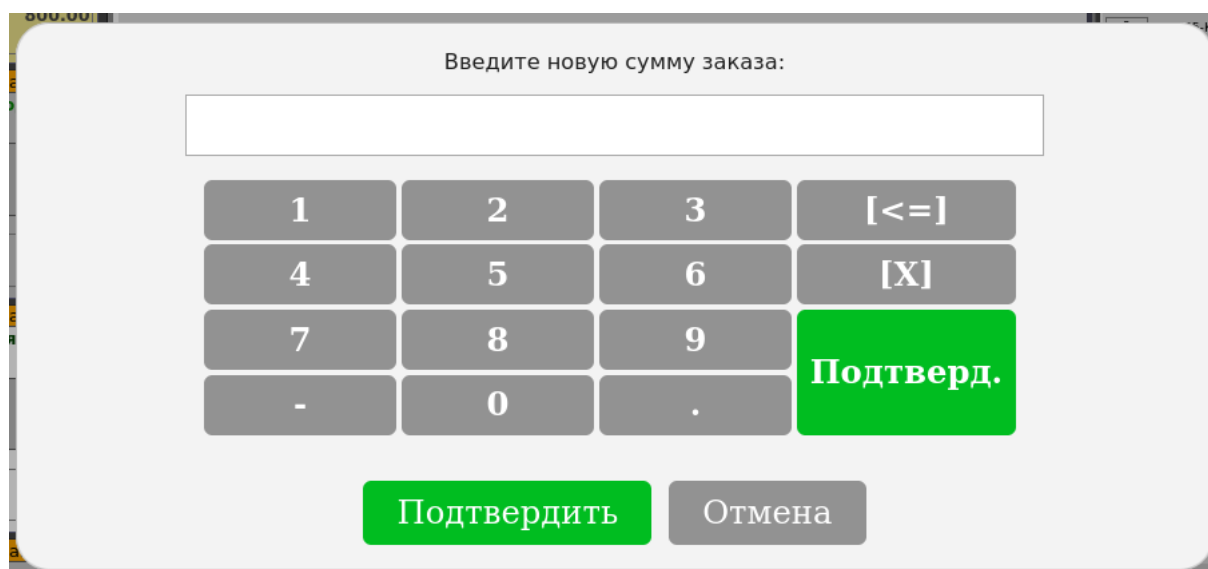 800.00
Введите новую сумму заказа:
1 2 3 [<=]
4 5 6 [X]
7 8 9
Подтверд.
- 0 .
Подтвердить Отмена